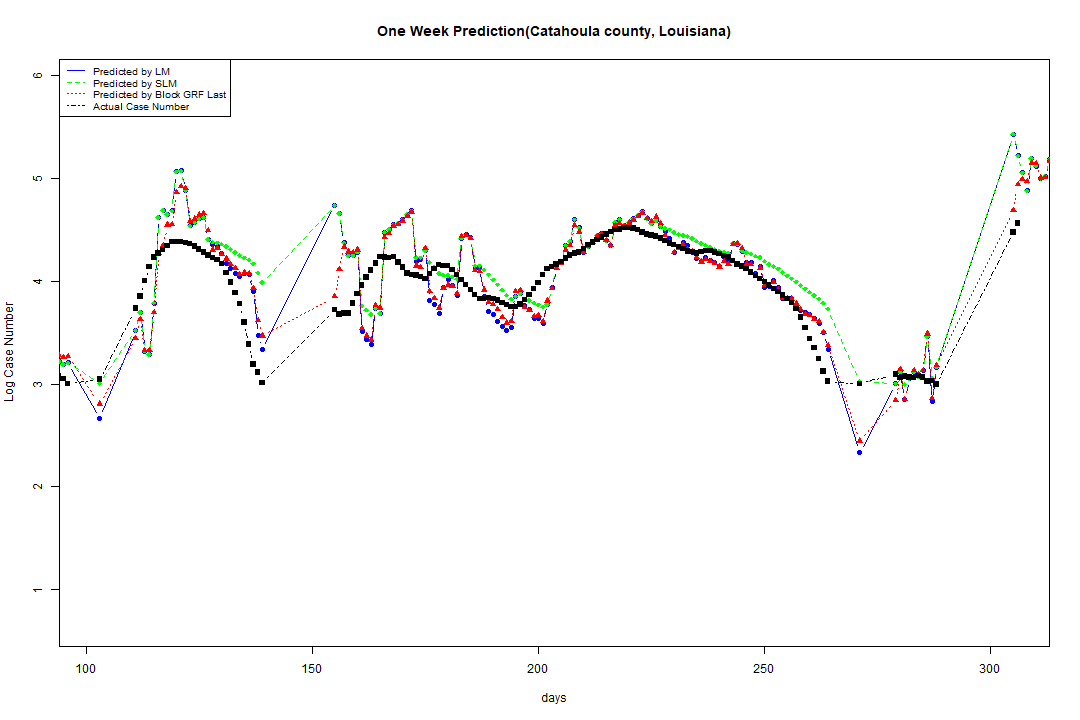 One Week Prediction(Catahoula county, Louisiana)
Predicted by LM
Predicted by SLM
Predicted by Block GRF Last
Actual Case Number
6
5
4
3
2
1
Log Case Number
100 150 200 250 300
days